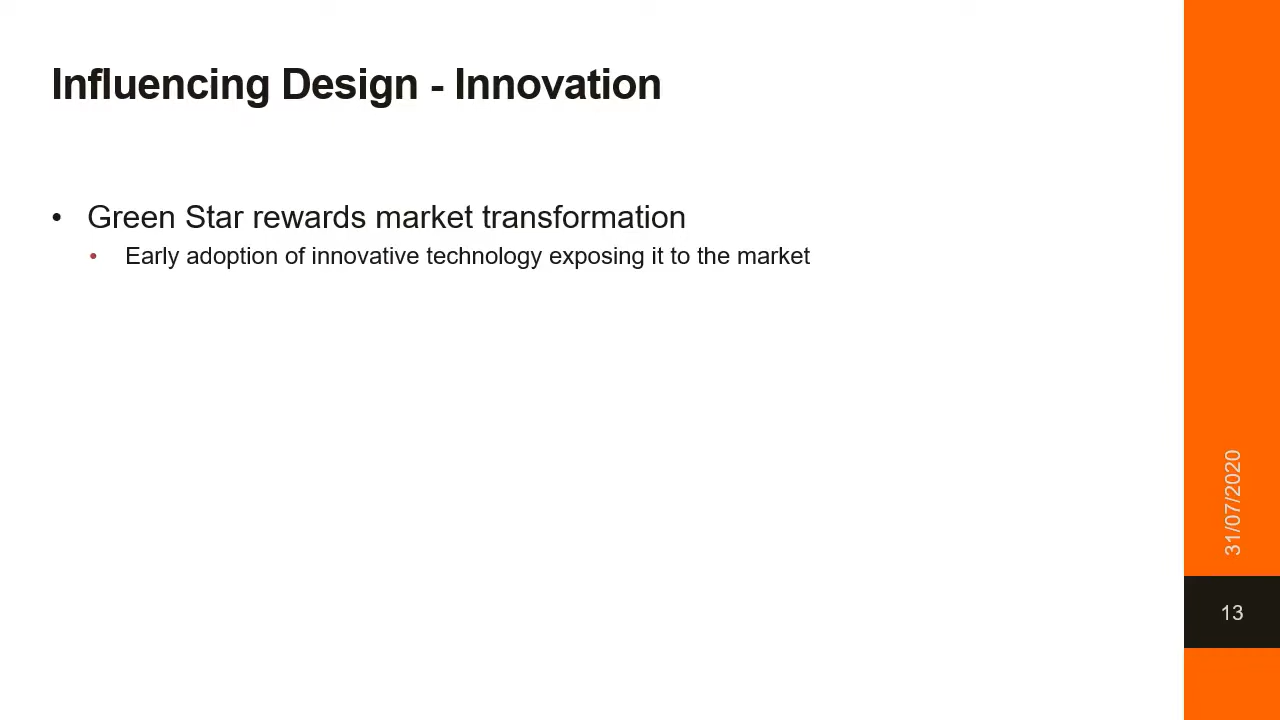 Influencing Design - Innovation
• Green Star rewards market transformation
• Early adoption of innovative technology exposing it to the market
31/07/2020
13